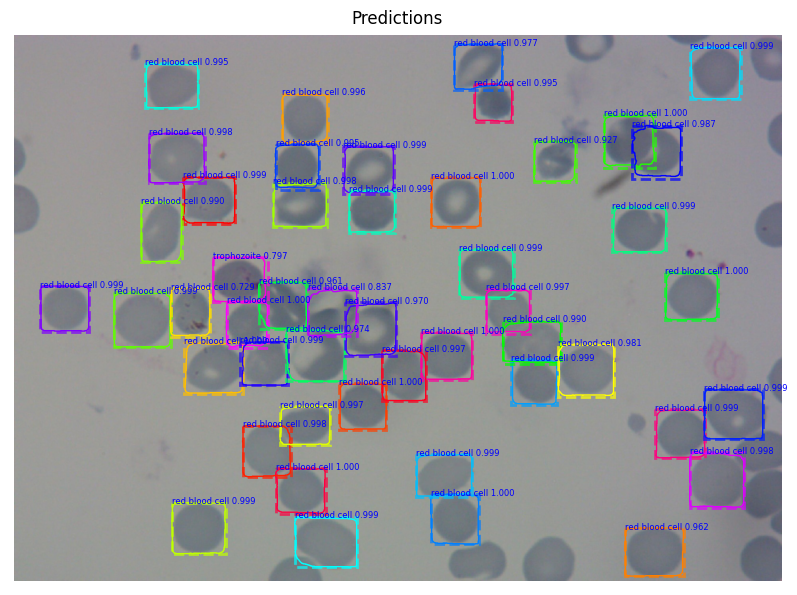 Predictions
red blood cell 0.977
red blood cell 0.999
red blood cell 0.995
red blood cell 0.995
red blood cell 0.996
red blood cell 1.000
red blood cell 0.987
red blood cell 0.998
red blood cell 0.995
red blood cell 0.999
red blood cell 0.927
red blood cell 0.999
red blood cell 0.998
red blood cell 0.999
red blood cell 1.000
red blood cell 0.990
red blood cell 0.999
red blood cell 0.999
trophozoite 0.797
red blood cell 1.000
red blood cell 0.961
red blood cell 0.999
red blood cell 0.729
red blood cell 0.837
red blood cell 0.997
red blood cell 1.000
red blood cell 0.970
red blood cell 0.990
red blood cell 0.974
red blood cell 1.000
red blood cell 0.999
red blood cell 0.981
red blood cell 0.997
red blood cell 0.999
red blood cell 1.000
red blood cell 0.999
red blood cell 0.997
red blood cell 0.999
red blood cell 0.998
red blood cell 0.999
red blood cell 0.998
red blood cell 1.000
red blood cell 1.000
red blood cell 0.999
red blood cell 0.999
red blood cell 0.962